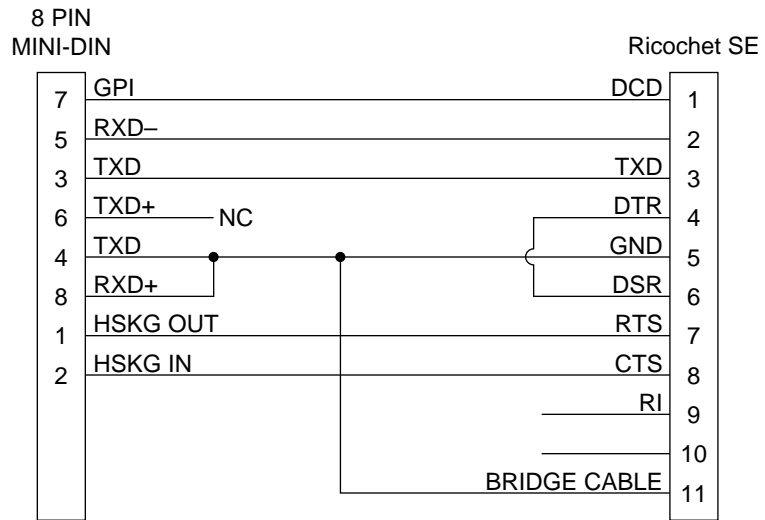 8 PIN
MINI-DIN
Ricochet SE
7 GPI DCD 1
5 RXD– 2
3 TXD TXD 3
6 TXD+ NC DTR 4
4 TXD GND 5
8 RXD+ DSR 6
1 HSKG OUT RTS 7
2 HSKG IN CTS 8
RI 9
10
BRIDGE CABLE 11